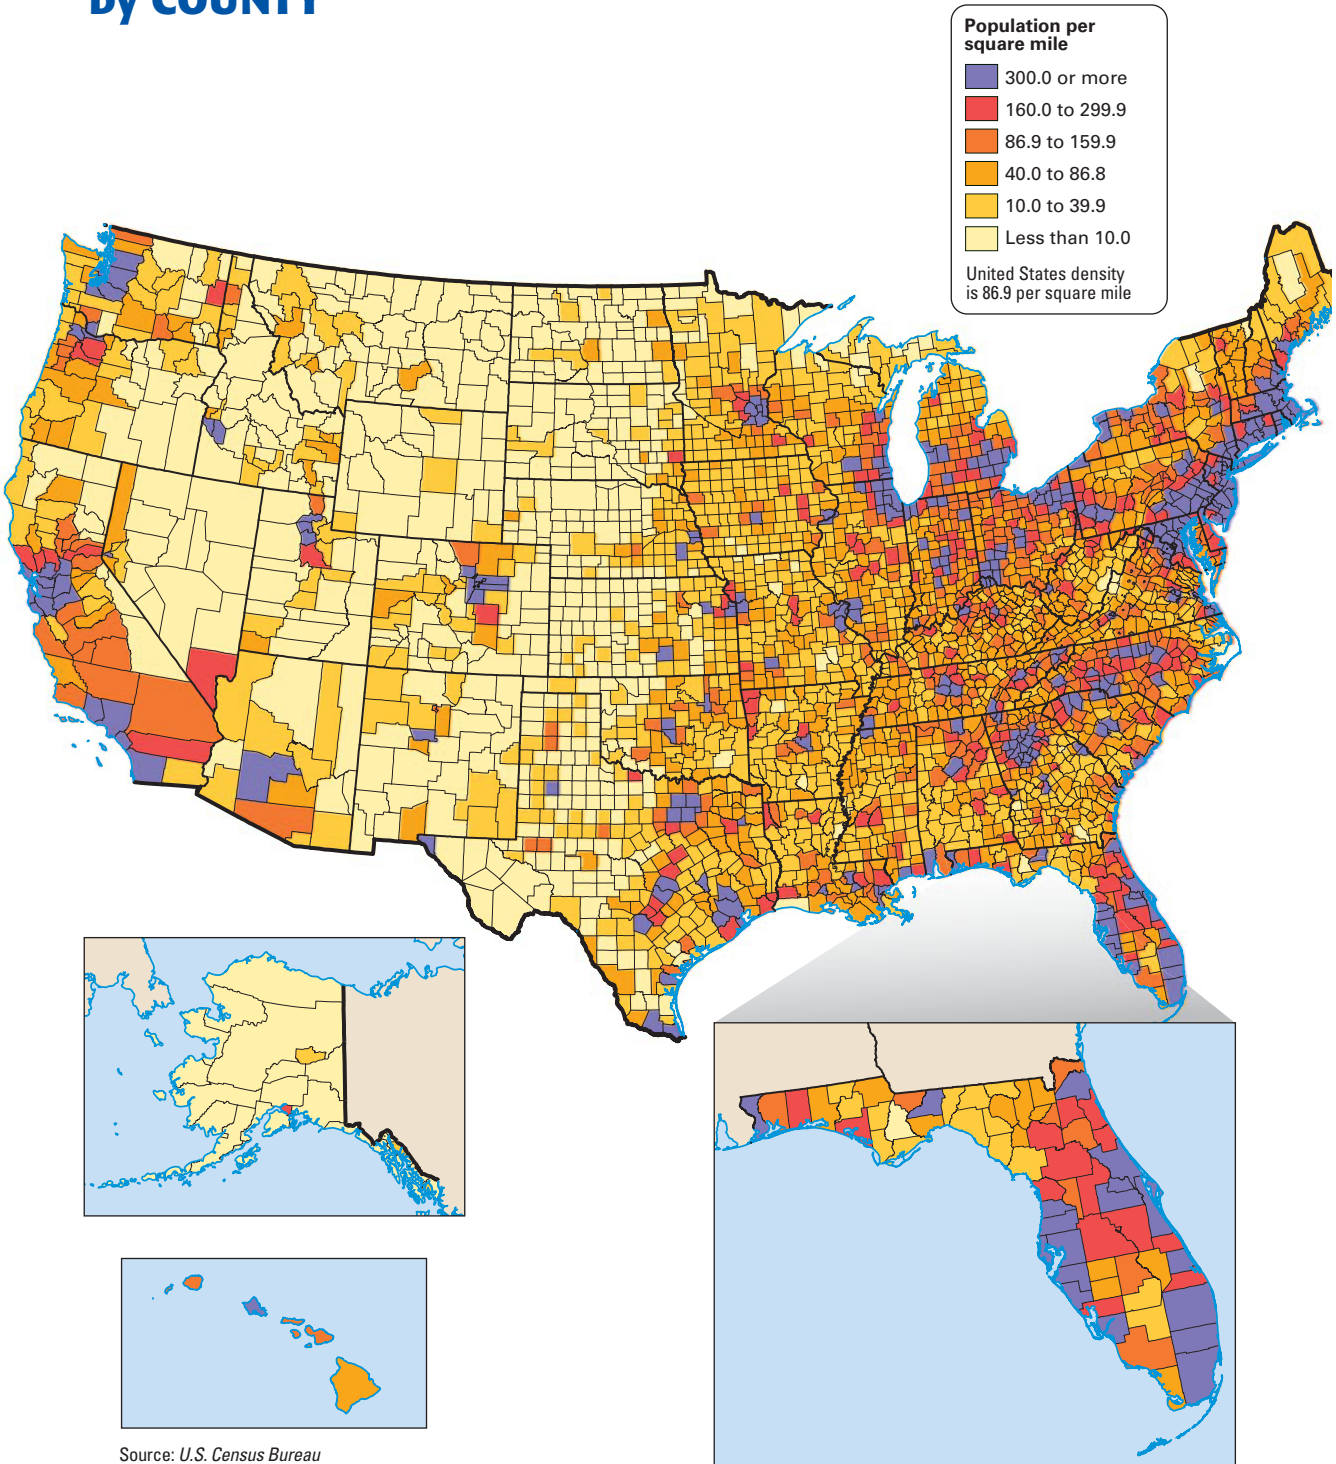 by COUNTY
Population per
square mile
300.0 or more
160.0 to 299.9
86.9 to 159.9
40.0 to 86.8
10.0 to 39.9
Less than 10.0
United States density
is 86.9 per square mile
Source: U.S. Census Bureau